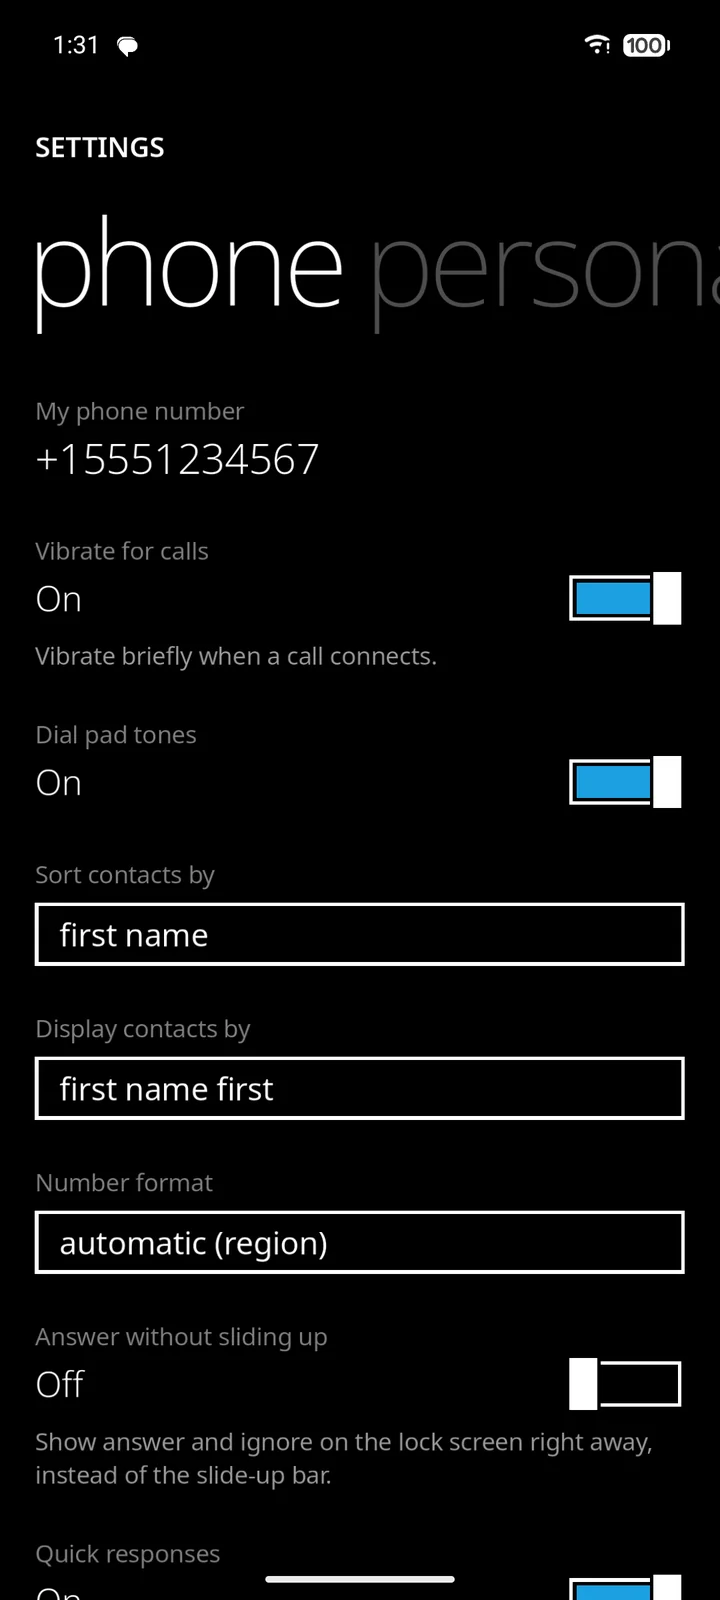 1:31
100
SETTINGS
phone persona
My phone number
+15551234567
Vibrate for calls
On
Vibrate briefly when a call connects.
Dial pad tones
On
Sort contacts by
first name
Display contacts by
first name first
Number format
automatic (region)
Answer without sliding up
Off
Show answer and ignore on the lock screen right away,
instead of the slide-up bar.
Quick responses
On